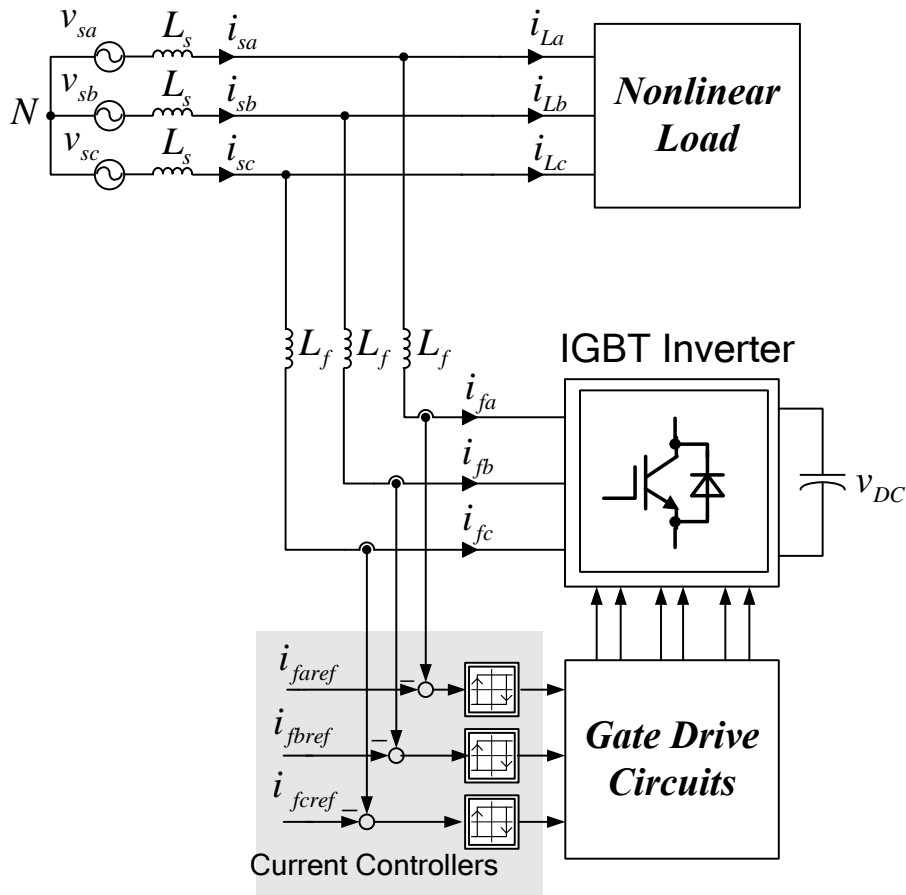 v_sa L_s i_sa i_La
v_sb L_s i_sb i_Lb
N
v_sc L_s i_sc i_Lc
Nonlinear
Load
L_f L_f L_f
IGBT Inverter
i_fa
i_fb
i_fc
v_DC
i_faref −
i_fbref −
i_fcref −
Current Controllers
Gate Drive
Circuits